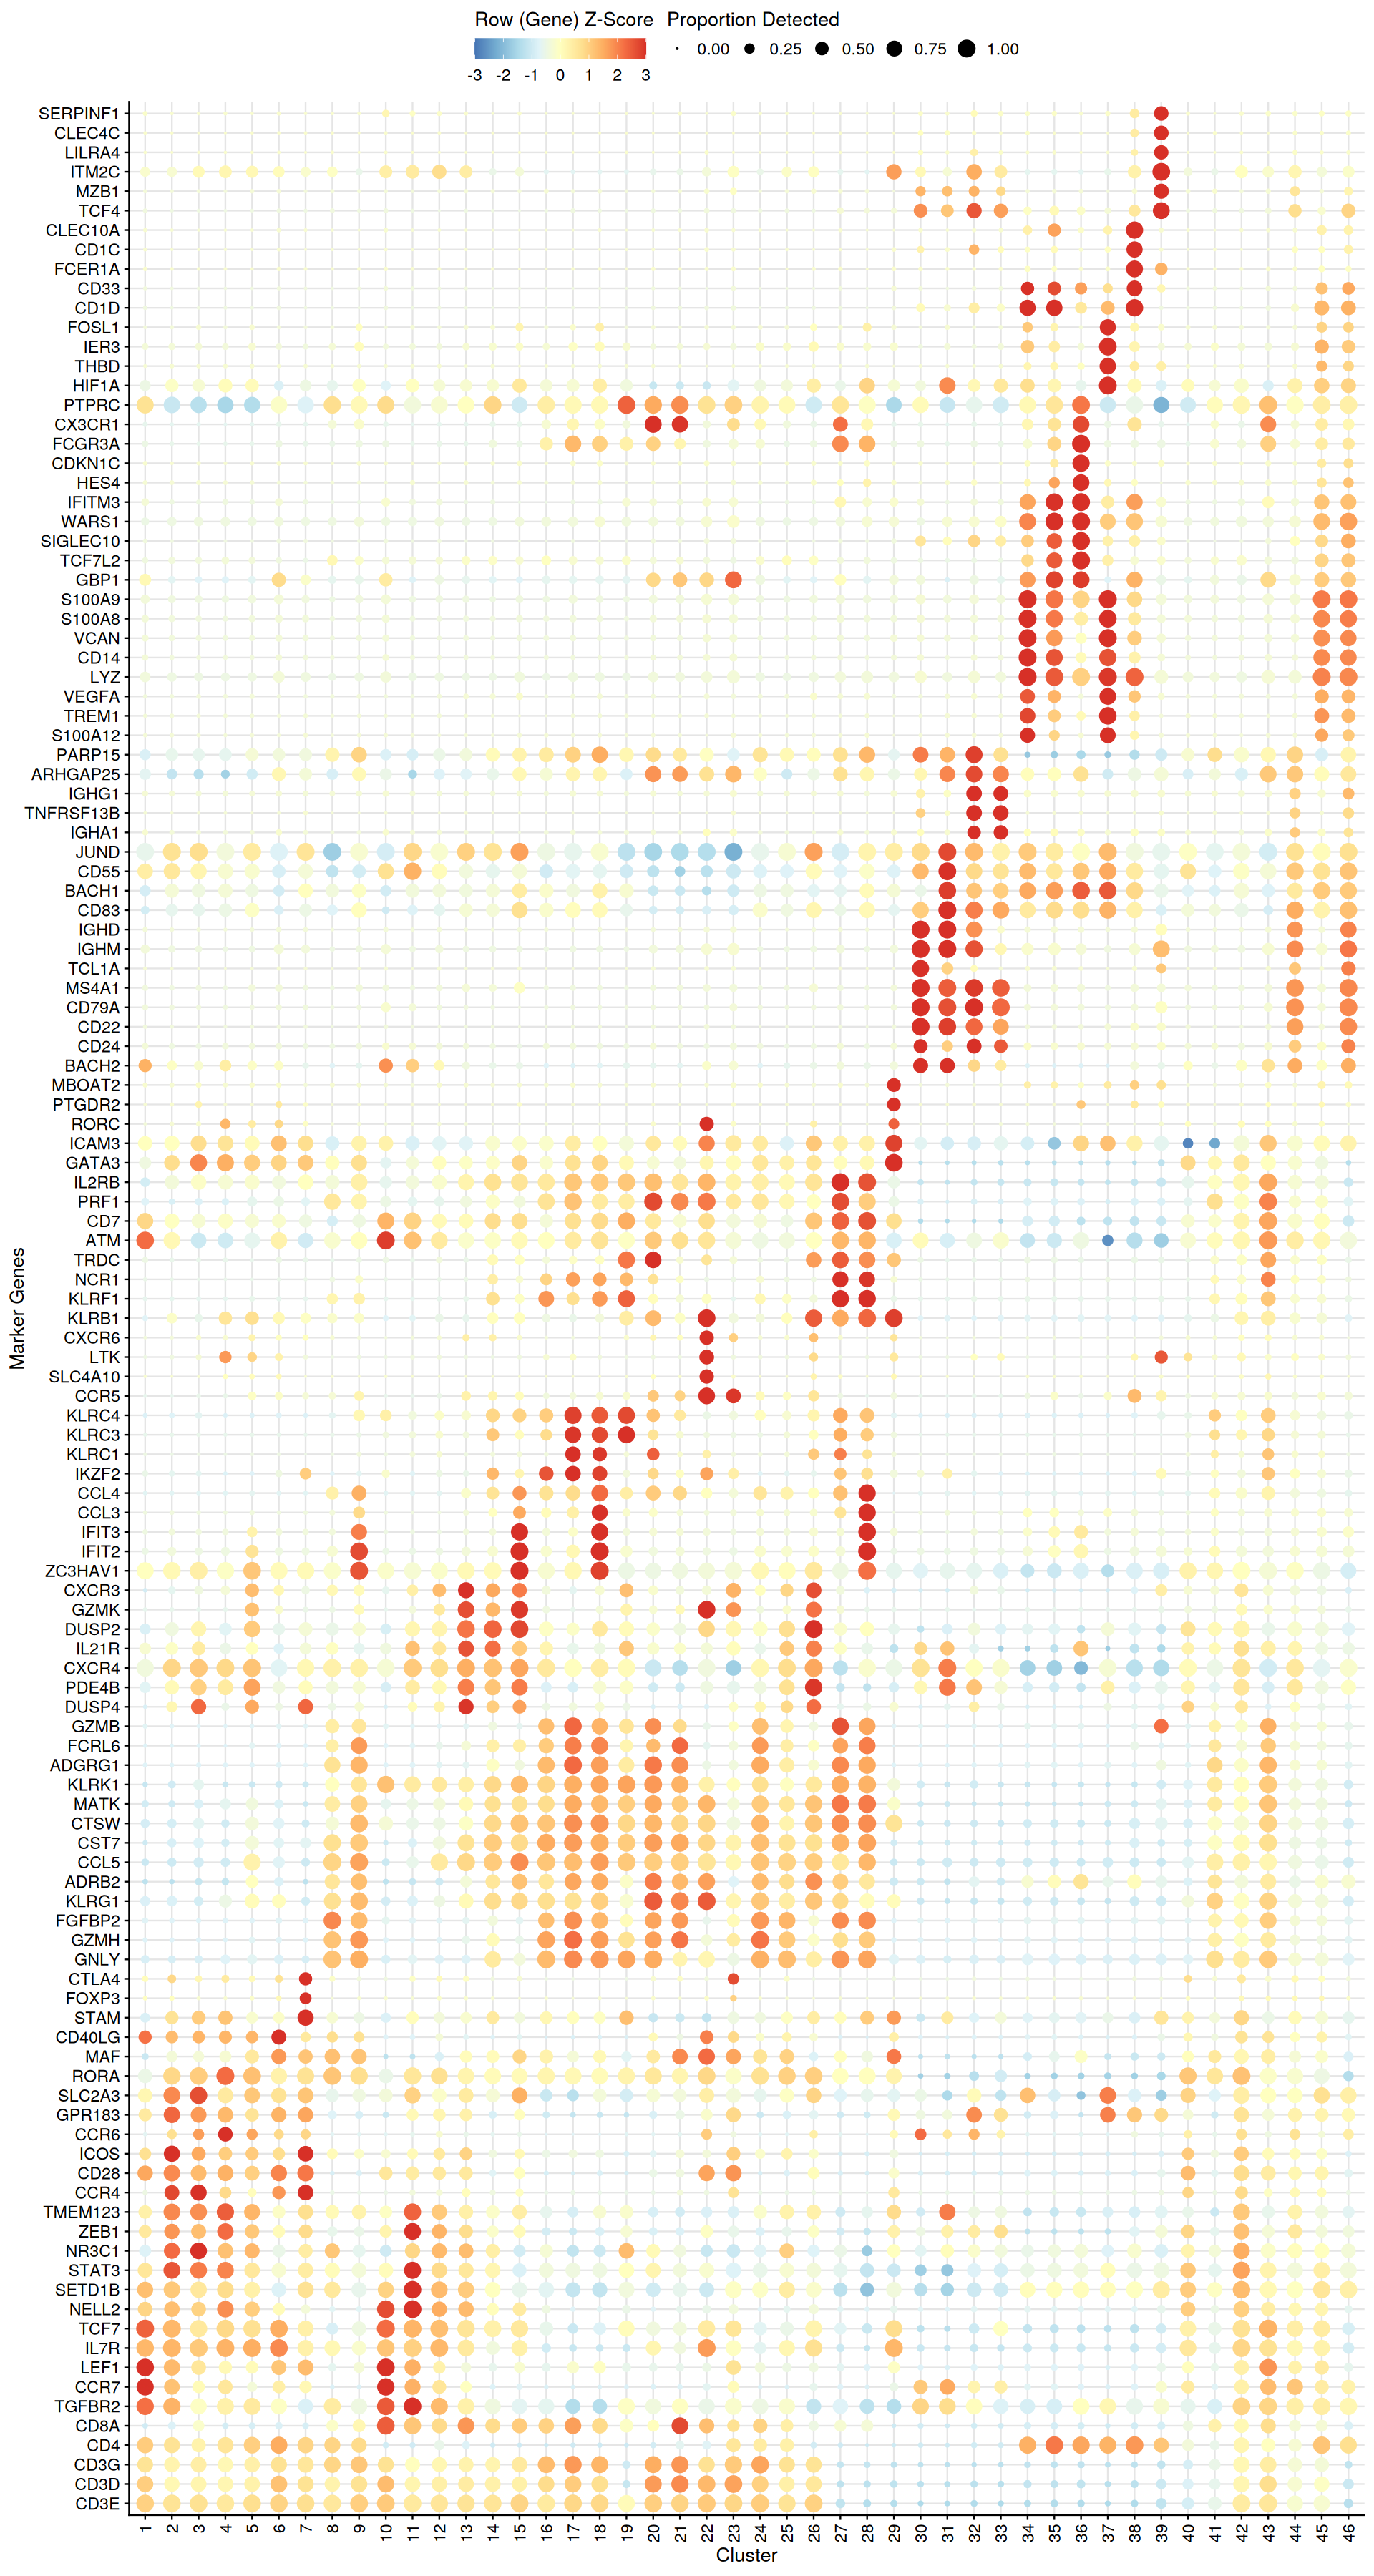 Row (Gene) Z-Score Proportion Detected
0.00 0.25 0.50 0.75 1.00
-3 -2 -1 0 1 2 3
SERPINF1
CLEC4C
LILRA4
ITM2C
MZB1
TCF4
CLEC10A
CD1C
FCER1A
CD33
CD1D
FOSL1
IER3
THBD
HIF1A
PTPRC
CX3CR1
FCGR3A
CDKN1C
HES4
IFITM3
WARS1
SIGLEC10
TCF7L2
GBP1
S100A9
S100A8
VCAN
CD14
LYZ
VEGFA
TREM1
S100A12
PARP15
ARHGAP25
IGHG1
TNFRSF13B
IGHA1
JUND
CD55
BACH1
CD83
IGHD
IGHM
TCL1A
MS4A1
CD79A
CD22
CD24
BACH2
MBOAT2
PTGDR2
RORC
ICAM3
GATA3
IL2RB
PRF1
CD7
ATM
TRDC
NCR1
KLRF1
KLRB1
CXCR6
LTK
SLC4A10
CCR5
KLRC4
KLRC3
KLRC1
IKZF2
CCL4
CCL3
IFIT3
IFIT2
ZC3HAV1
CXCR3
GZMK
DUSP2
IL21R
CXCR4
PDE4B
DUSP4
GZMB
FCRL6
ADGRG1
KLRK1
MATK
CTSW
CST7
CCL5
ADRB2
KLRG1
FGFBP2
GZMH
GNLY
CTLA4
FOXP3
STAM
CD40LG
MAF
RORA
SLC2A3
GPR183
CCR6
ICOS
CD28
CCR4
TMEM123
ZEB1
NR3C1
STAT3
SETD1B
NELL2
TCF7
IL7R
LEF1
CCR7
TGFBR2
CD8A
CD4
CD3G
CD3D
CD3E
Marker Genes
1 2 3 4 5 6 7 8 9 10 11 12 13 14 15 16 17 18 19 20 21 22 23 24 25 26 27 28 29 30 31 32 33 34 35 36 37 38 39 40 41 42 43 44 45 46
Cluster